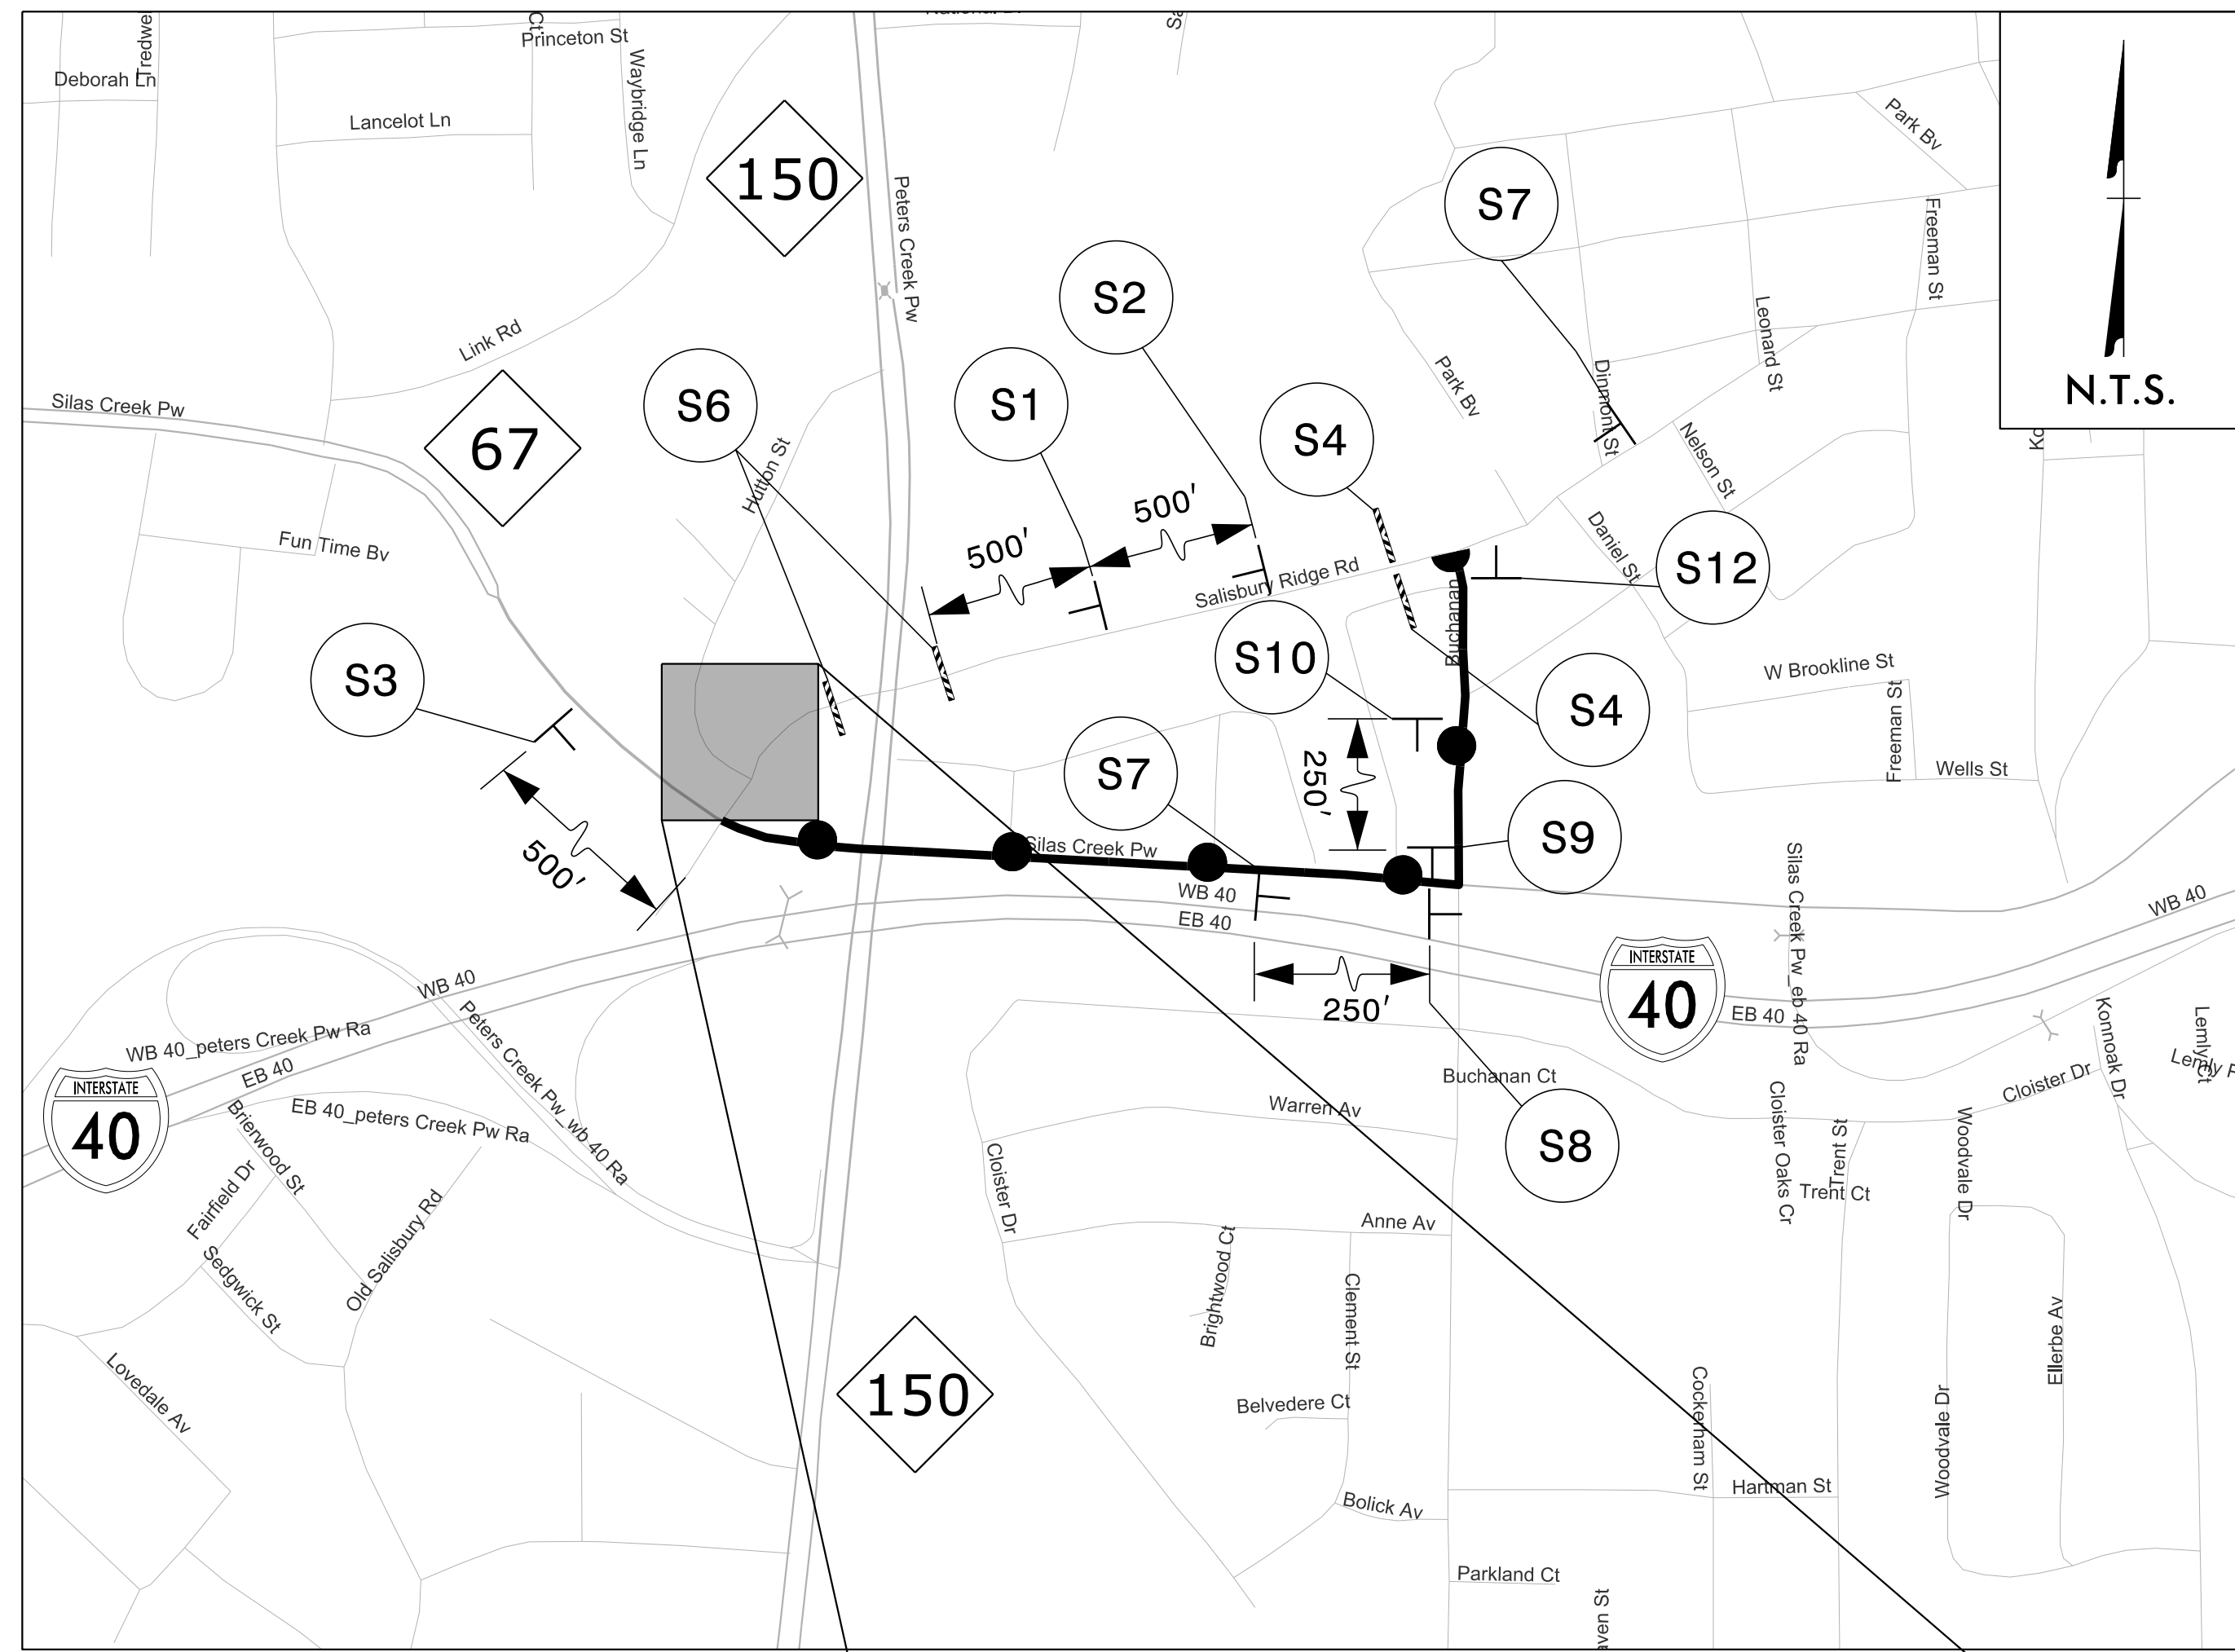 Tredwel
Ct
Princeton St
Deborah Ln
Waybridge Ln
Lancelot Ln
150
Peters Creek Pw
S7
Park Bv
N.T.S.
S2
Freeman St
Link Rd
Leonard St
Silas Creek Pw
67
S6
S1
S4
Park Bv
Dinmont St
Nelson St
Hutton St
500'
500'
Fun Time Bv
Daniel St
S12
Salisbury Ridge Rd
Buchanan
S3
S10
S4
W Brookline St
Freeman St
Wells St
S7
250'
S9
500'
Silas Creek Pw
WB 40
EB 40
Silas Creek Pw_eb 40 Ra
WB 40
WB 40
250'
INTERSTATE
40
EB 40
WB 40_peters Creek Pw Ra
EB 40
Peters Creek Pw_wb 40 Ra
INTERSTATE
40
EB 40_peters Creek Pw Ra
Brierwood St
Fairfield Dr
Sedgwick St
Old Salisbury Rd
Lovedale Av
Buchanan Ct
Warren Av
S8
Cloister Dr
Konnoak Dr
Lemly Ct
Cloister Dr
Cloister Oaks Cr
Trent St
Trent Ct
Woodvale Dr
Anne Av
Brightwood Ct
Clement St
150
Belvedere Ct
Cockerham St
Woodvale Dr
Ellerbe Av
Hartman St
Bolick Av
Parkland Ct
aven St